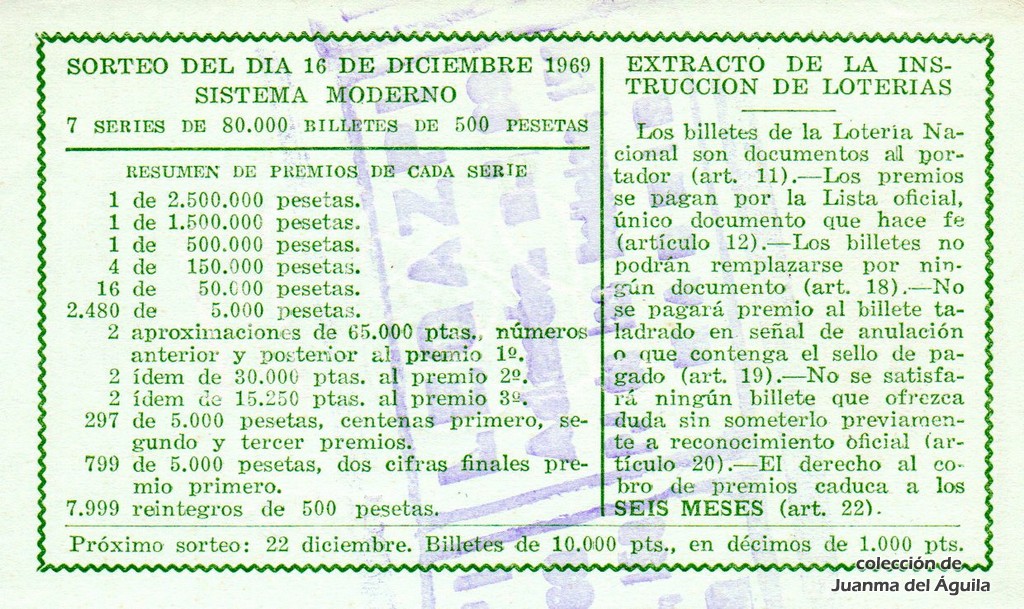 SORTEO DEL DIA 16 DE DICIEMBRE 1969
SISTEMA MODERNO
7 SERIES DE 80.000 BILLETES DE 500 PESETAS
RESUMEN DE PREMIOS DE CADA SERIE
1 de 2.500.000 pesetas.
1 de 1.500.000 pesetas.
1 de 500.000 pesetas.
4 de 150.000 pesetas.
16 de 50.000 pesetas.
2.480 de 5.000 pesetas.
2 aproximaciones de 65.000 ptas., números
anterior y posterior al premio 1º.
2 ídem de 30.000 ptas. al premio 2º.
2 ídem de 15.250 ptas. al premio 3º.
297 de 5.000 pesetas, centenas primero, se-
gundo y tercer premios.
799 de 5.000 pesetas, dos cifras finales pre-
mio primero.
7.999 reintegros de 500 pesetas.
EXTRACTO DE LA INS-
TRUCCION DE LOTERIAS
Los billetes de la Lotería Na-
cional son documentos al por-
tador (art. 11).—Los premios
se pagan por la Lista oficial,
único documento que hace fe
(artículo 12).—Los billetes no
podrán remplazarse por nin-
gún documento (art. 18).—No
se pagará premio al billete ta-
ladrado en señal de anulación
o que contenga el sello de pa-
gado (art. 19).—No se satisfa-
rá ningún billete que ofrezca
duda sin someterlo previamen-
te a reconocimiento oficial (ar-
tículo 20).—El derecho al co-
bro de premios caduca a los
SEIS MESES (art. 22).
Próximo sorteo: 22 diciembre. Billetes de 10.000 pts., en décimos de 1.000 pts.
colección de
Juanma del Águila